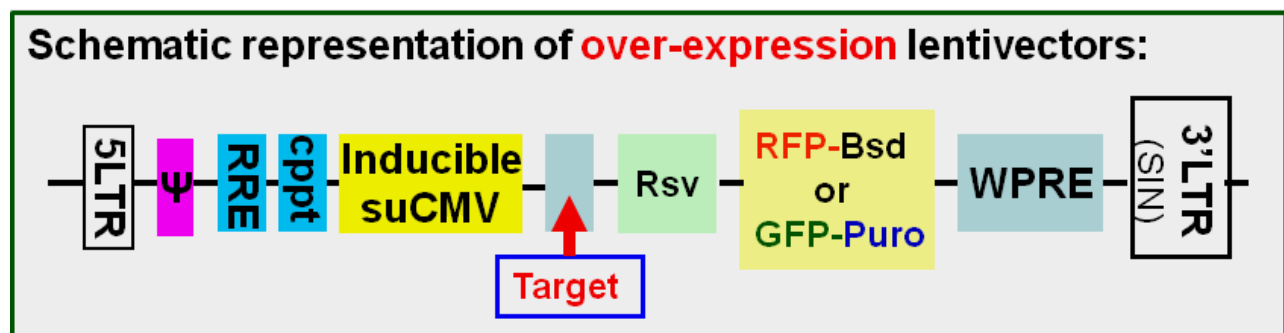 Schematic representation of over-expression lentivectors:
5LTR
Ψ
RRE
cppt
Inducible
suCMV
Target
Rsv
RFP-Bsd
or
GFP-Puro
WPRE
3'LTR
(SIN)